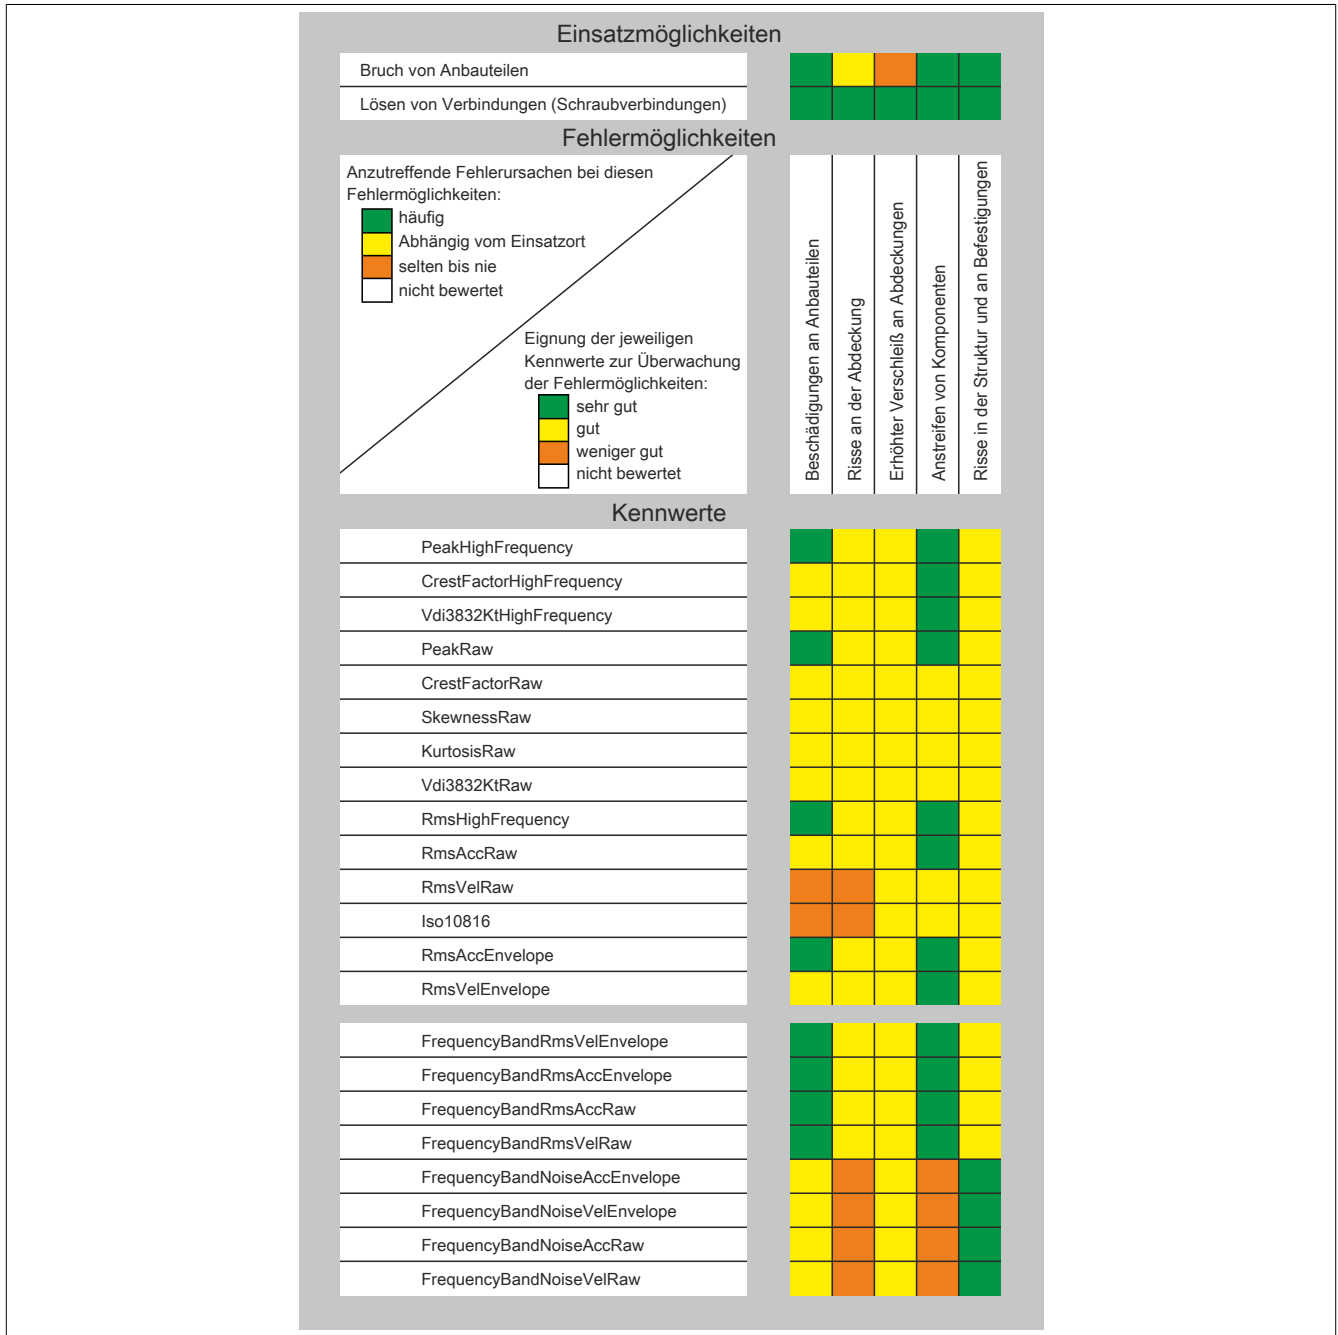 Einsatzmöglichkeiten
Bruch von Anbauteilen
Lösen von Verbindungen (Schraubverbindungen)
Fehlermöglichkeiten
Anzutreffende Fehlerursachen bei diesen
Fehlermöglichkeiten:
häufig
Abhängig vom Einsatzort
selten bis nie
nicht bewertet
Eignung der jeweiligen
Kennwerte zur Überwachung
der Fehlermöglichkeiten:
sehr gut
gut
weniger gut
nicht bewertet
Beschädigungen an Anbauteilen
Risse an der Abdeckung
Erhöhter Verschleiß an Abdeckungen
Anstreifen von Komponenten
Risse in der Struktur und an Befestigungen
Kennwerte
PeakHighFrequency
CrestFactorHighFrequency
Vdi3832KtHighFrequency
PeakRaw
CrestFactorRaw
SkewnessRaw
KurtosisRaw
Vdi3832KtRaw
RmsHighFrequency
RmsAccRaw
RmsVelRaw
Iso10816
RmsAccEnvelope
RmsVelEnvelope
FrequencyBandRmsVelEnvelope
FrequencyBandRmsAccEnvelope
FrequencyBandRmsAccRaw
FrequencyBandRmsVelRaw
FrequencyBandNoiseAccEnvelope
FrequencyBandNoiseVelEnvelope
FrequencyBandNoiseAccRaw
FrequencyBandNoiseVelRaw